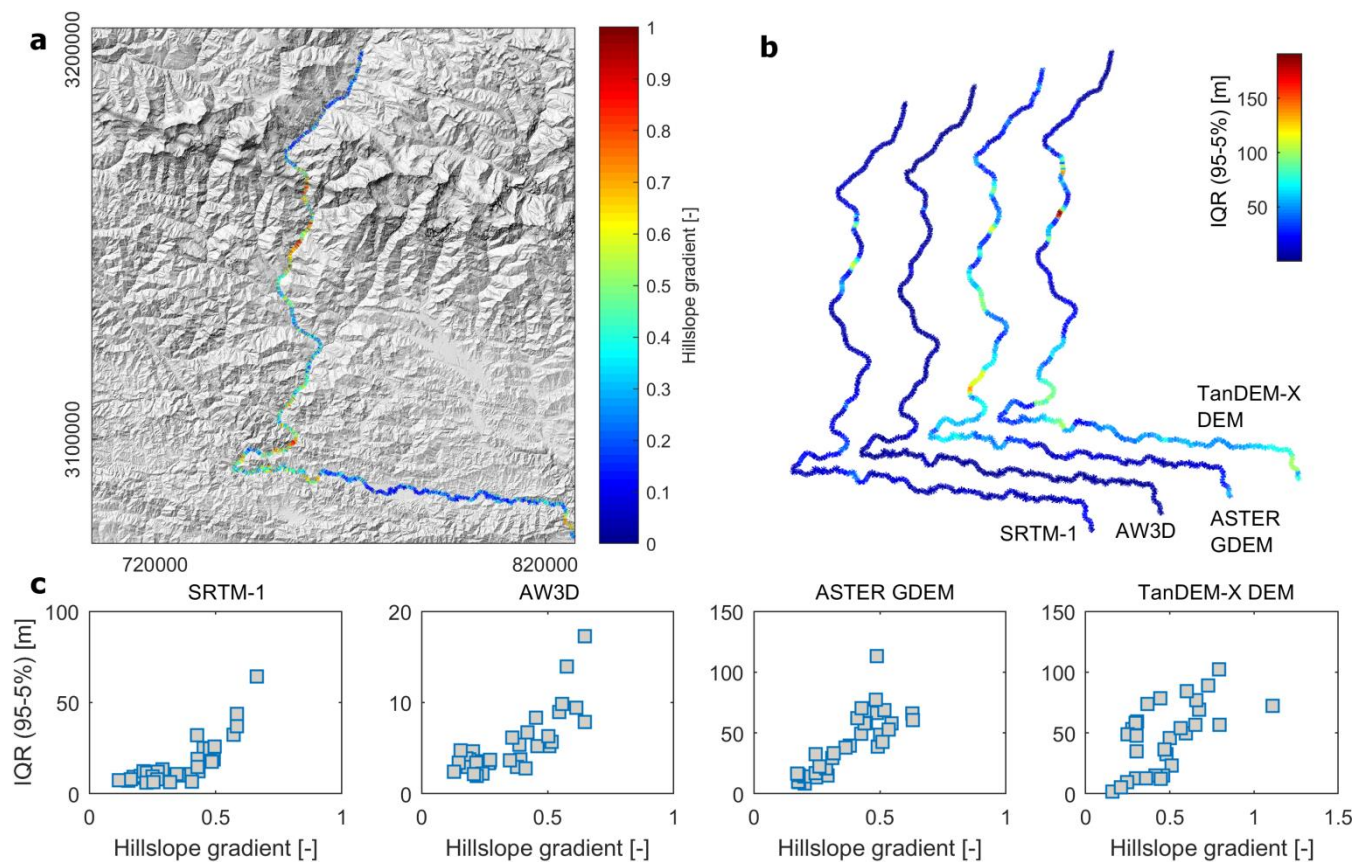 a
3200000
3100000
720000
820000
1
0.9
0.8
0.7
0.6
0.5
0.4
0.3
0.2
0.1
0
Hillslope gradient [-]
b
IQR (95-5%) [m]
150
100
50
TanDEM-X
DEM
ASTER
GDEM
AW3D
SRTM-1
c
SRTM-1
IQR (95-5%) [m]
100
50
0
0
0.5
1
Hillslope gradient [-]
AW3D
20
10
0
0
0.5
1
Hillslope gradient [-]
ASTER GDEM
150
100
50
0
0
0.5
1
Hillslope gradient [-]
TanDEM-X DEM
150
100
50
0
0
0.5
1
1.5
Hillslope gradient [-]